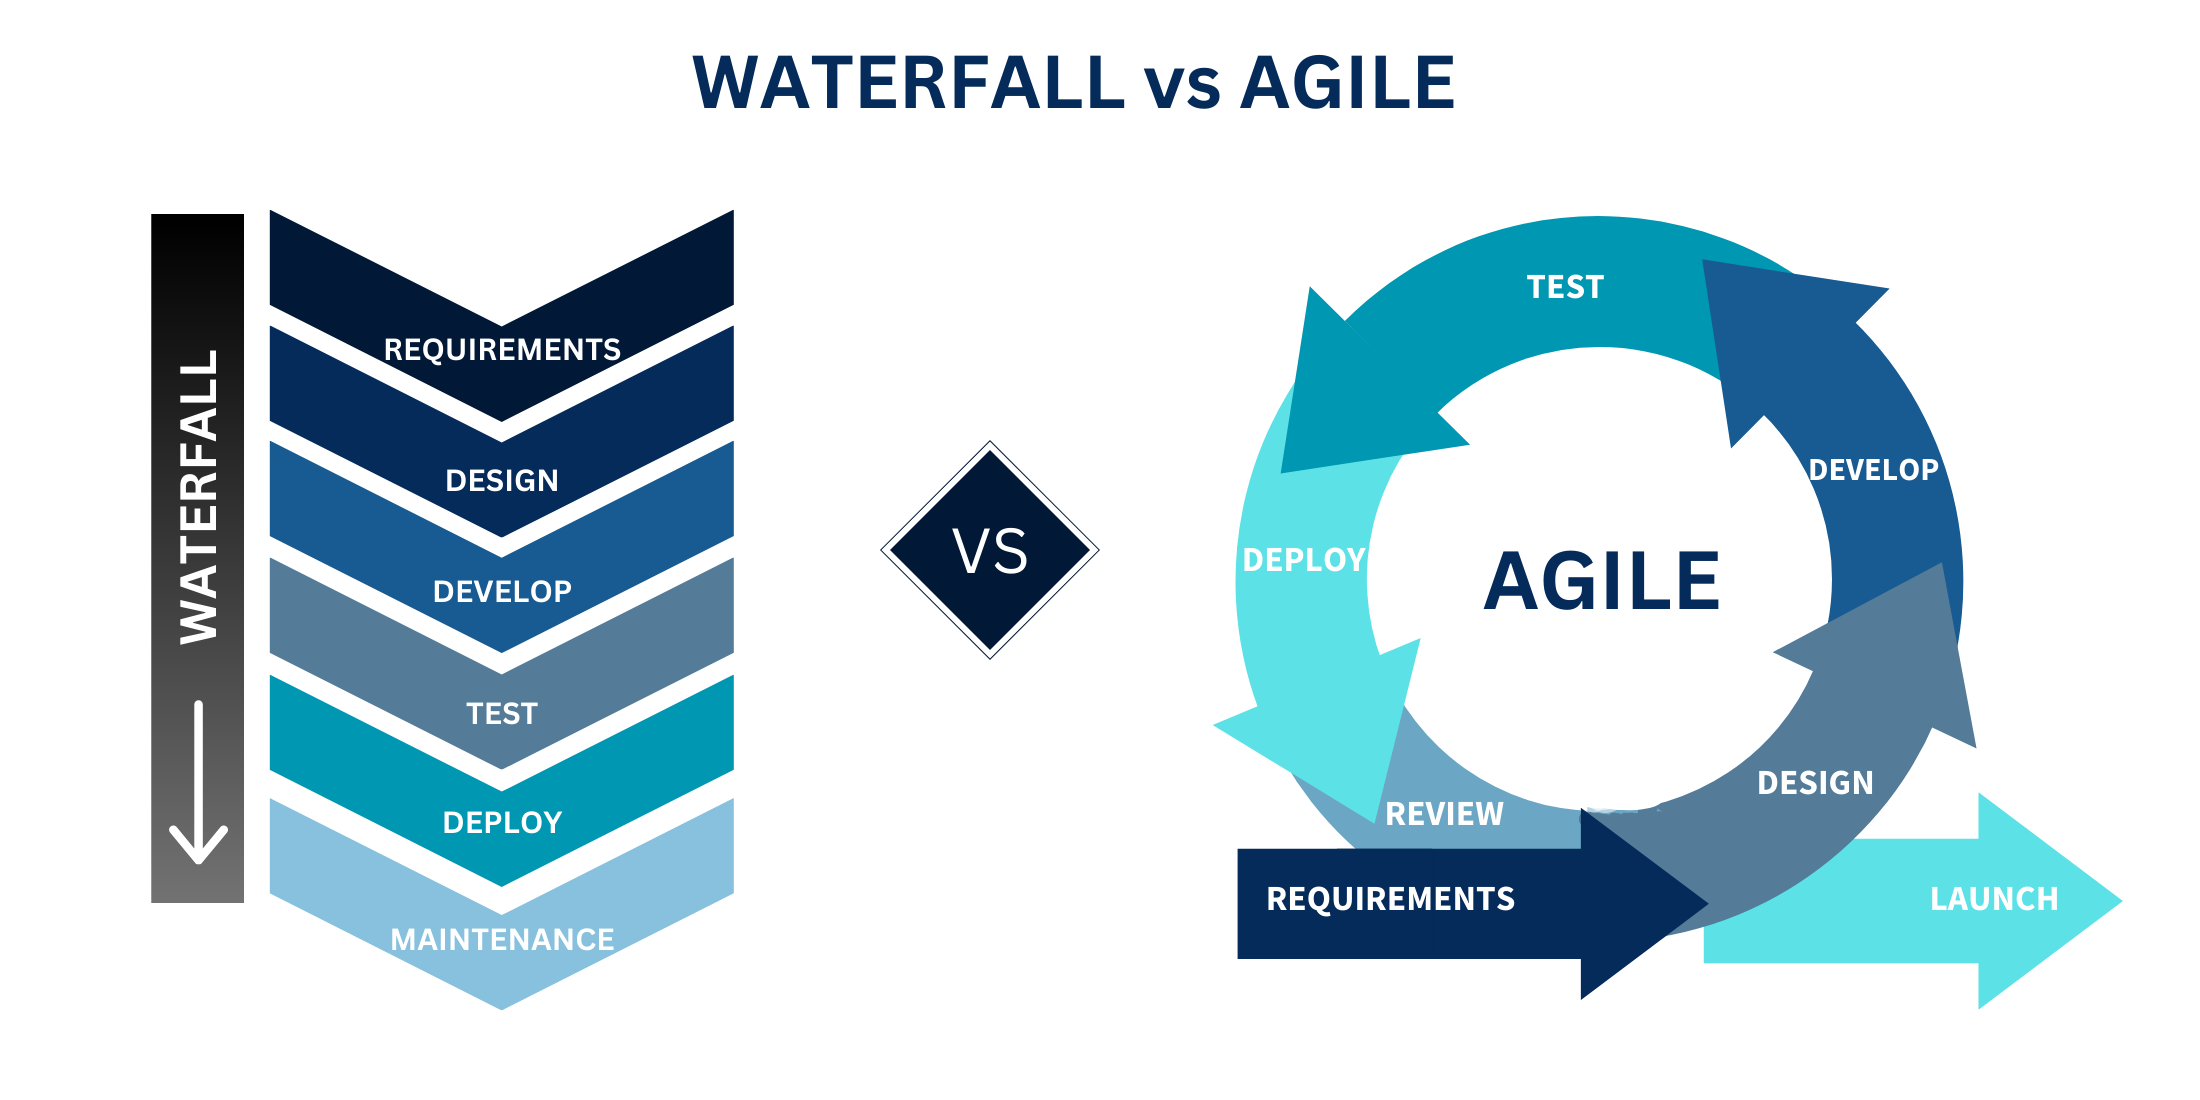 WATERFALL vs AGILE
WATERFALL
REQUIREMENTS
DESIGN
DEVELOP
TEST
DEPLOY
MAINTENANCE
VS
AGILE
REQUIREMENTS
DESIGN
DEVELOP
TEST
DEPLOY
REVIEW
LAUNCH